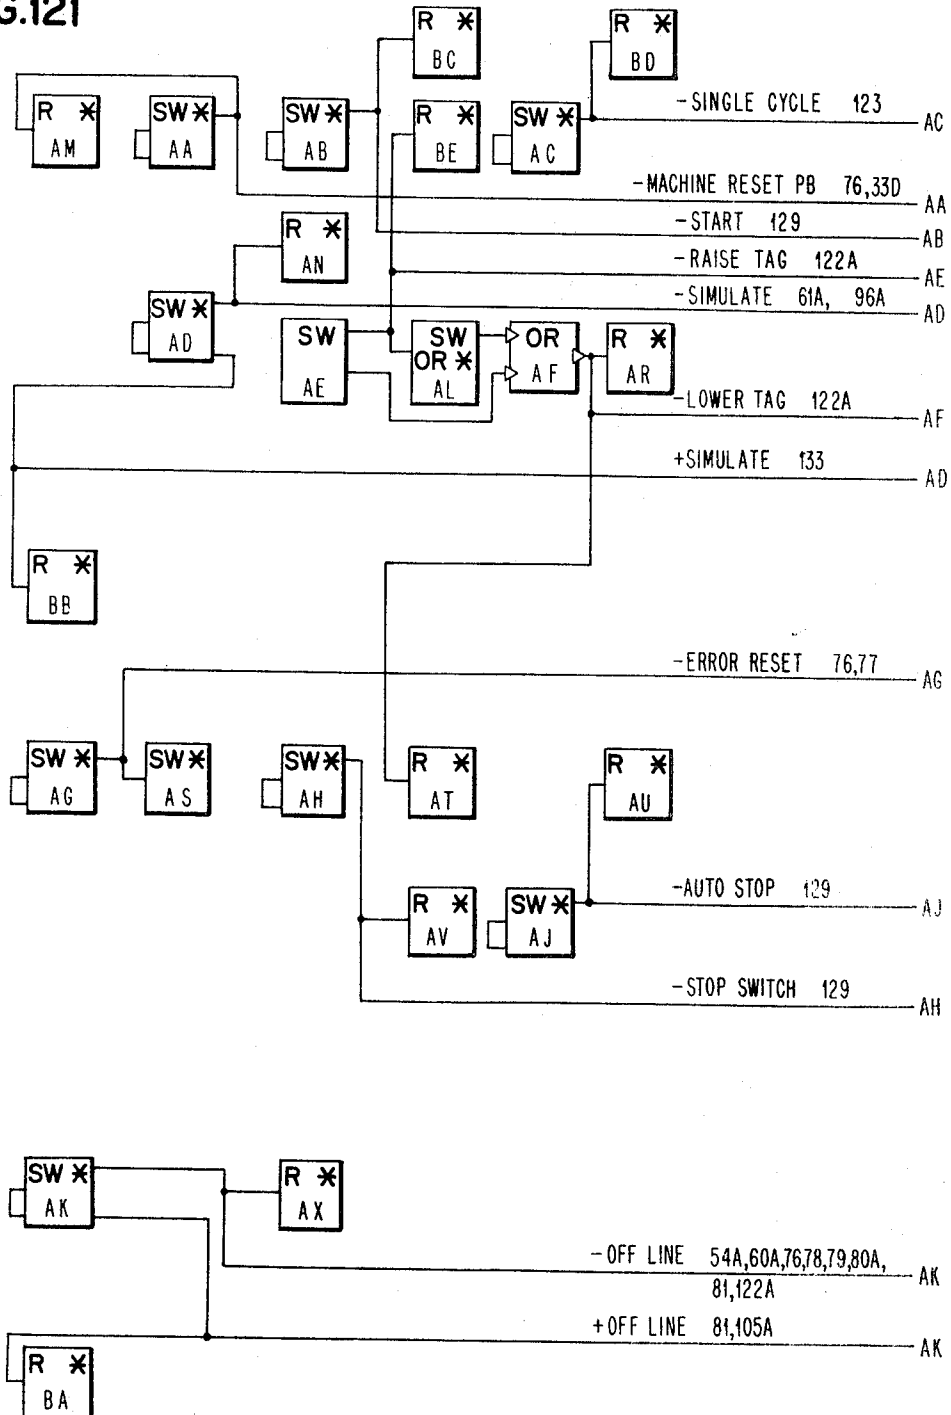 G.121
R *
BC
R *
BD
R *
AM
SW *
AA
SW *
AB
R *
BE
SW *
AC
-SINGLE CYCLE 123
AC
-MACHINE RESET PB 76,33D
AA
-START 129
AB
R *
AN
-RAISE TAG 122A
AE
-SIMULATE 61A, 96A
AD
SW *
AD
SW
AE
SW
OR *
AL
OR
AF
R *
AR
-LOWER TAG 122A
AF
+SIMULATE 133
AD
R *
BB
-ERROR RESET 76,77
AG
SW *
AG
SW *
AS
SW *
AH
R *
AT
R *
AU
-AUTO STOP 129
AJ
R *
AV
SW *
AJ
-STOP SWITCH 129
AH
SW *
AK
R *
AX
-OFF LINE 54A,60A,76,78,79,80A,
81,122A
AK
+OFF LINE 81,105A
AK
R *
BA